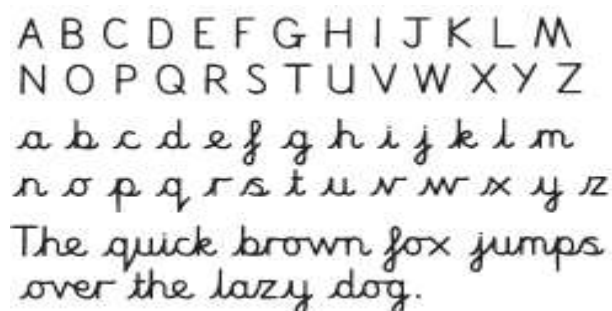 A B C D E F G H I J K L M
N O P Q R S T U V W X Y Z
a b c d e f g h i j k l m
n o p q r s t u v w x y z
The quick brown fox jumps
over the lazy dog.